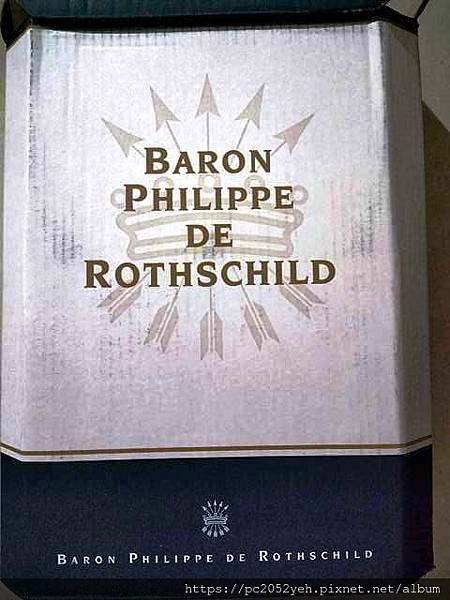 BARON
PHILIPPE
DE
ROTHSCHILD
BARON PHILIPPE DE ROTHSCHILD
https://pc2052yeh.pixnet.net/album